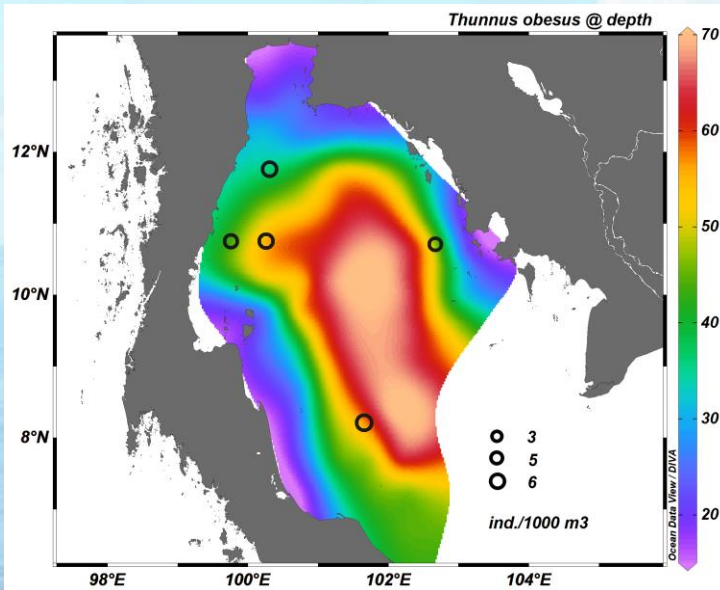 Thunnus obesus @ depth
70
12°N
60
50
10°N
40
30
8°N
3
5
6
20
ind./1000 m3
Ocean Data View / DIVA
98°E
100°E
102°E
104°E